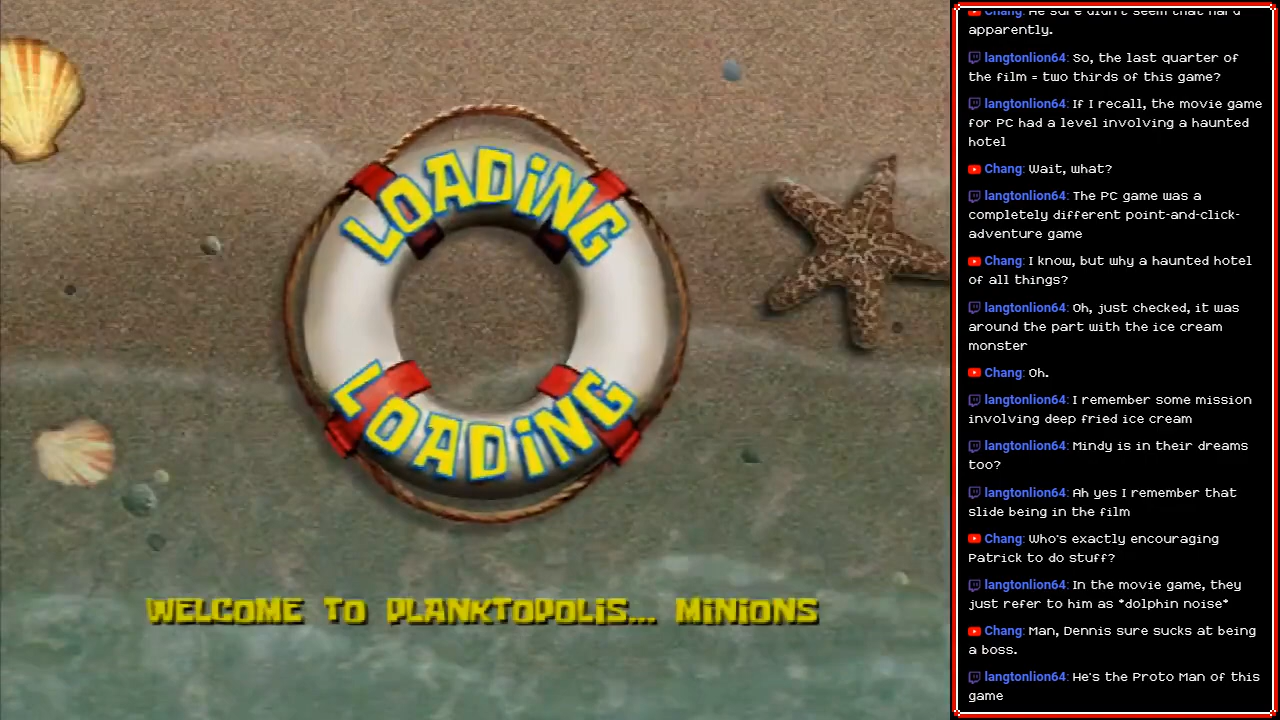 LOADING
LOADING
WELCOME TO PLANKTOPOLIS... MINIONS
Chang: He sure didn't seem that hard
apparently.
langtonlion64: So, the last quarter of
the film = two thirds of this game?
langtonlion64: If I recall, the movie game
for PC had a level involving a haunted
hotel
Chang: Wait, what?
langtonlion64: The PC game was a
completely different point-and-click-
adventure game
Chang: I know, but why a haunted hotel
of all things?
langtonlion64: Oh, just checked, it was
around the part with the ice cream
monster
Chang: Oh.
langtonlion64: I remember some mission
involving deep fried ice cream
langtonlion64: Mindy is in their dreams
too?
langtonlion64: Ah yes I remember that
slide being in the film
Chang: Who's exactly encouraging
Patrick to do stuff?
langtonlion64: In the movie game, they
just refer to him as *dolphin noise*
Chang: Man, Dennis sure sucks at being
a boss.
langtonlion64: He's the Proto Man of this
game